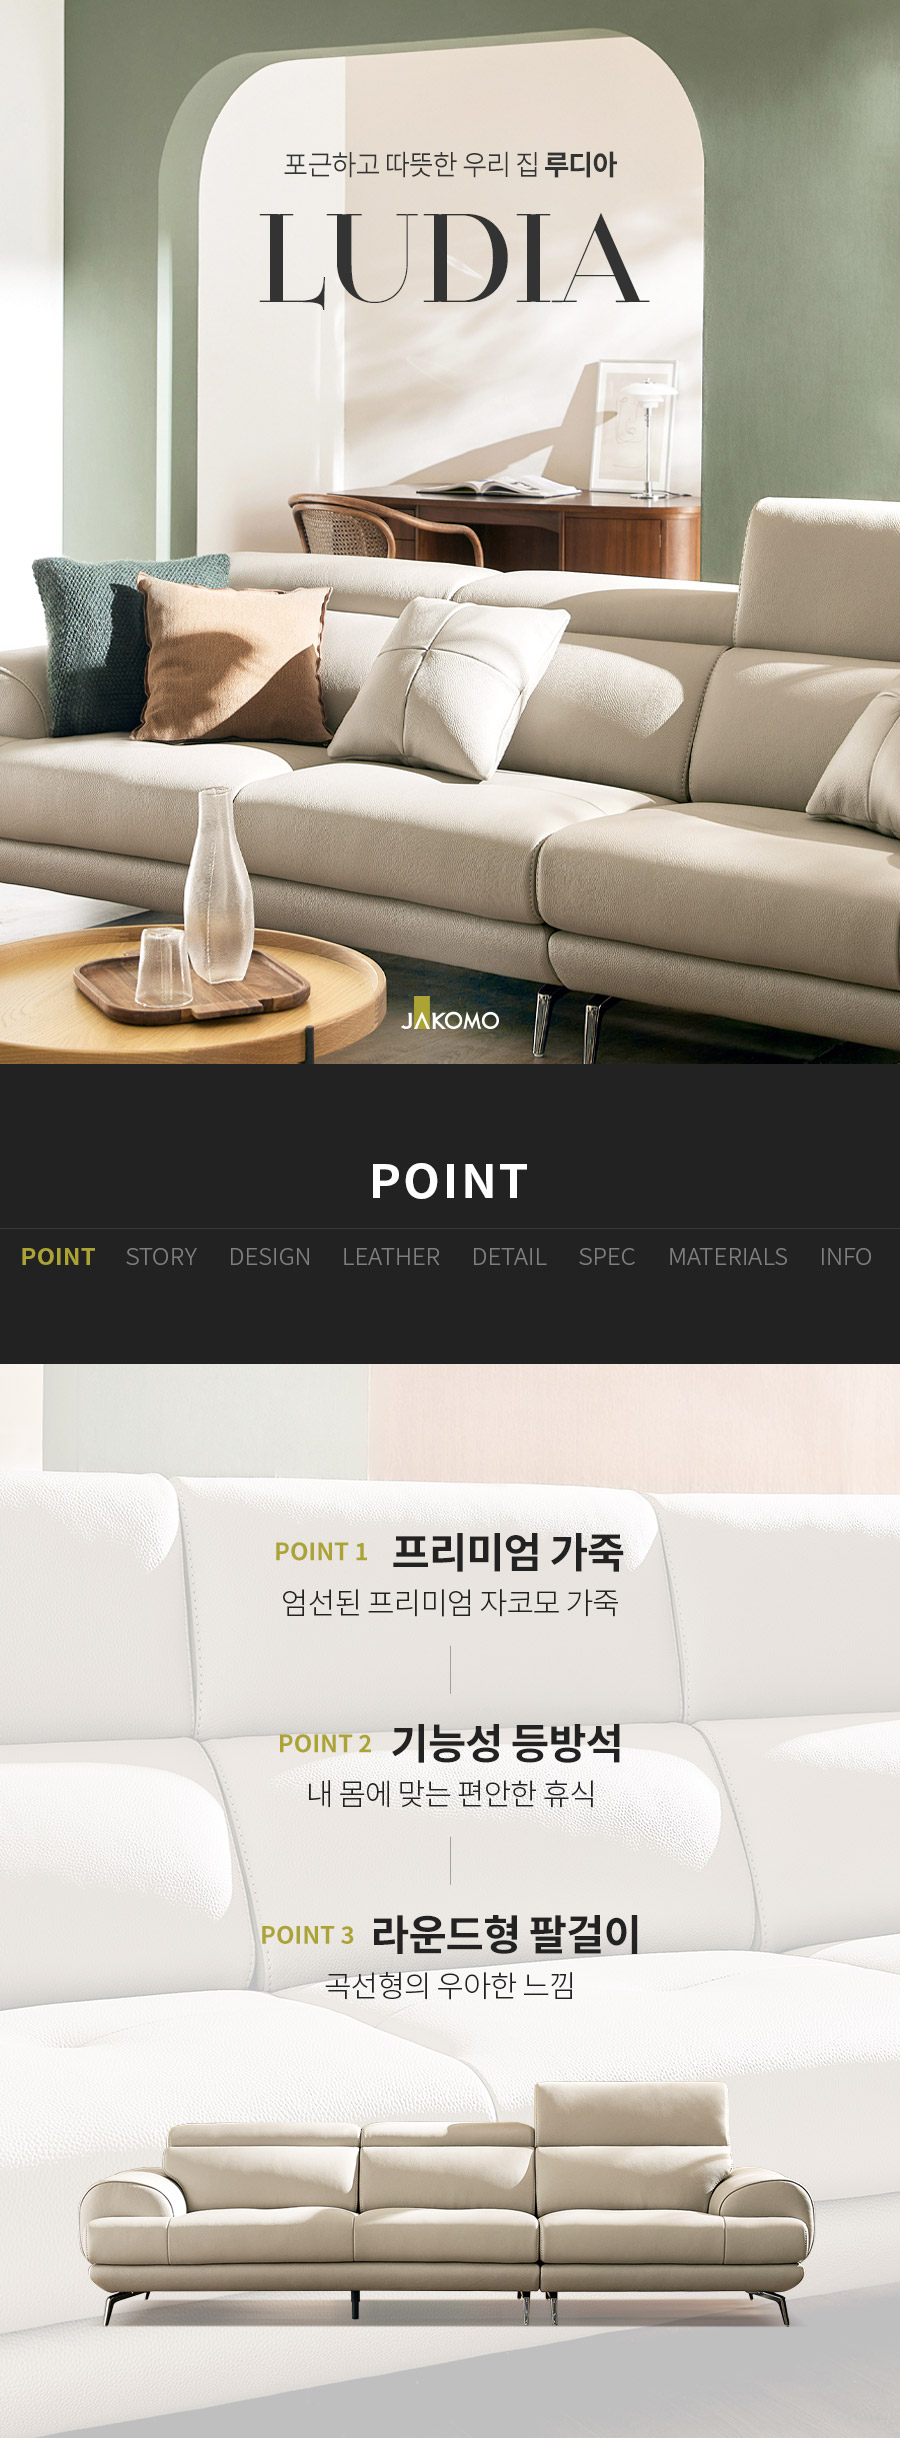 포근하고 따뜻한 우리 집 루디아
LUDIA
JAKOMO
POINT
POINT STORY DESIGN LEATHER DETAIL SPEC MATERIALS INFO
POINT 1 프리미엄 가죽
엄선된 프리미엄 자코모 가죽
POINT 2 기능성 등방석
내 몸에 맞는 편안한 휴식
POINT 3 라운드형 팔걸이
곡선형의 우아한 느낌